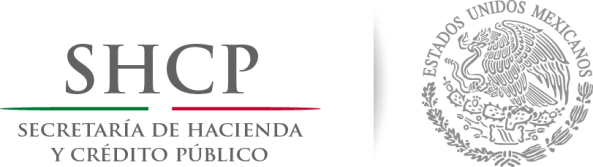 SHCP
SECRETARÍA DE HACIENDA
Y CRÉDITO PÚBLICO
ESTADOS UNIDOS MEXICANOS